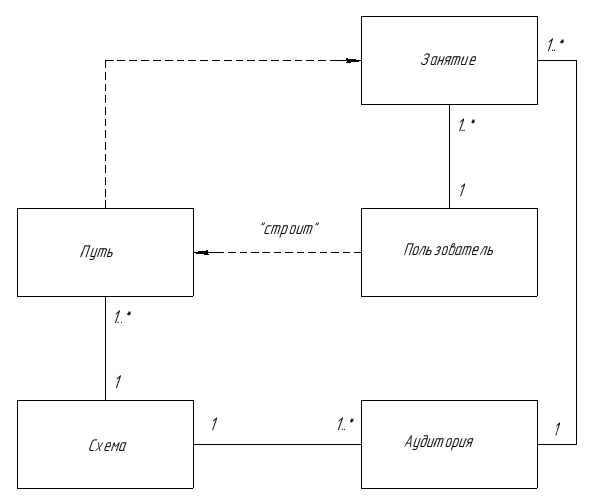 Занятие
1..*
1..*
1
"строит"
Путь
Пользователь
1..*
1
1
1..*
1
Схема
Аудитория